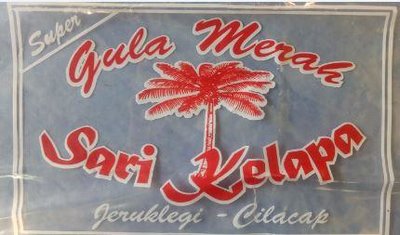 Super
Gula Merah
Sari Kelapa
Jeruklegi - Cilacap